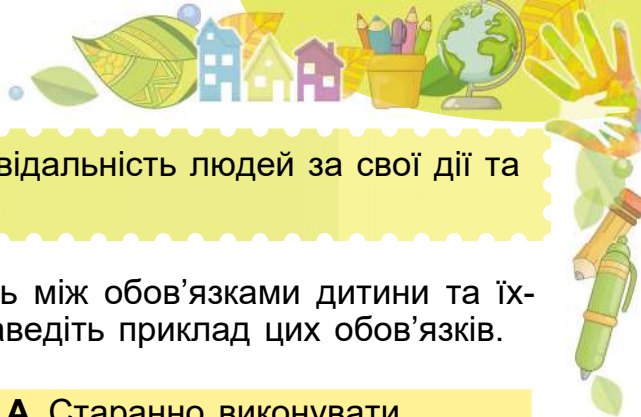 відальність людей за свої дії та
ь між обов’язками дитини та їх-
аведіть приклад цих обов’язків.
А Старанно виконувати